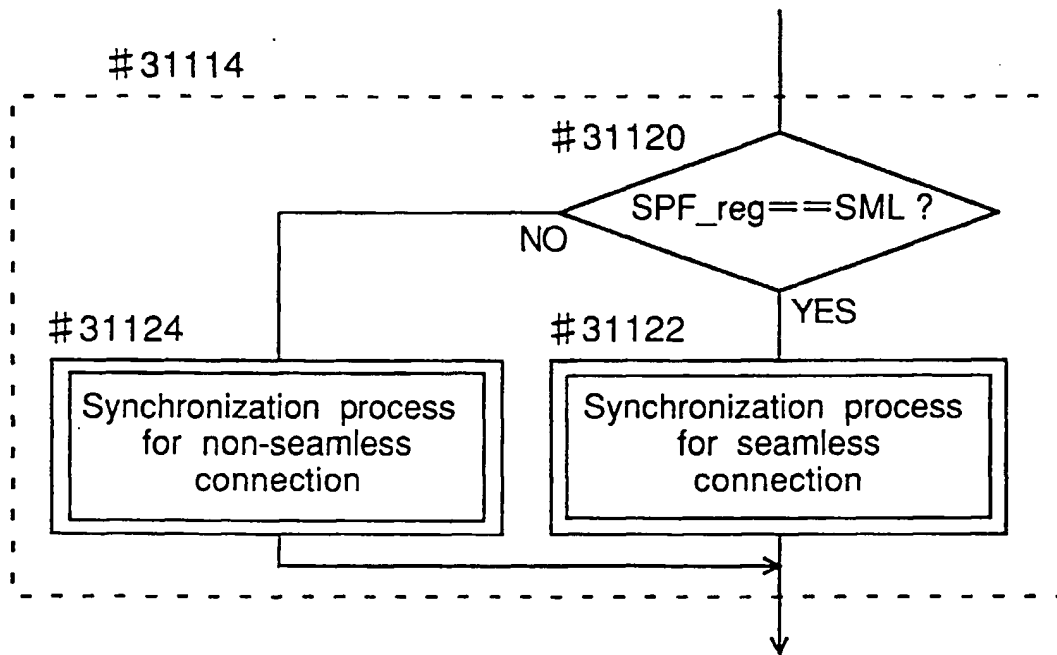 #31114
#31120
SPF_reg==SML ?
NO
YES
#31124
#31122
Synchronization process
for non-seamless
connection
Synchronization process
for seamless
connection